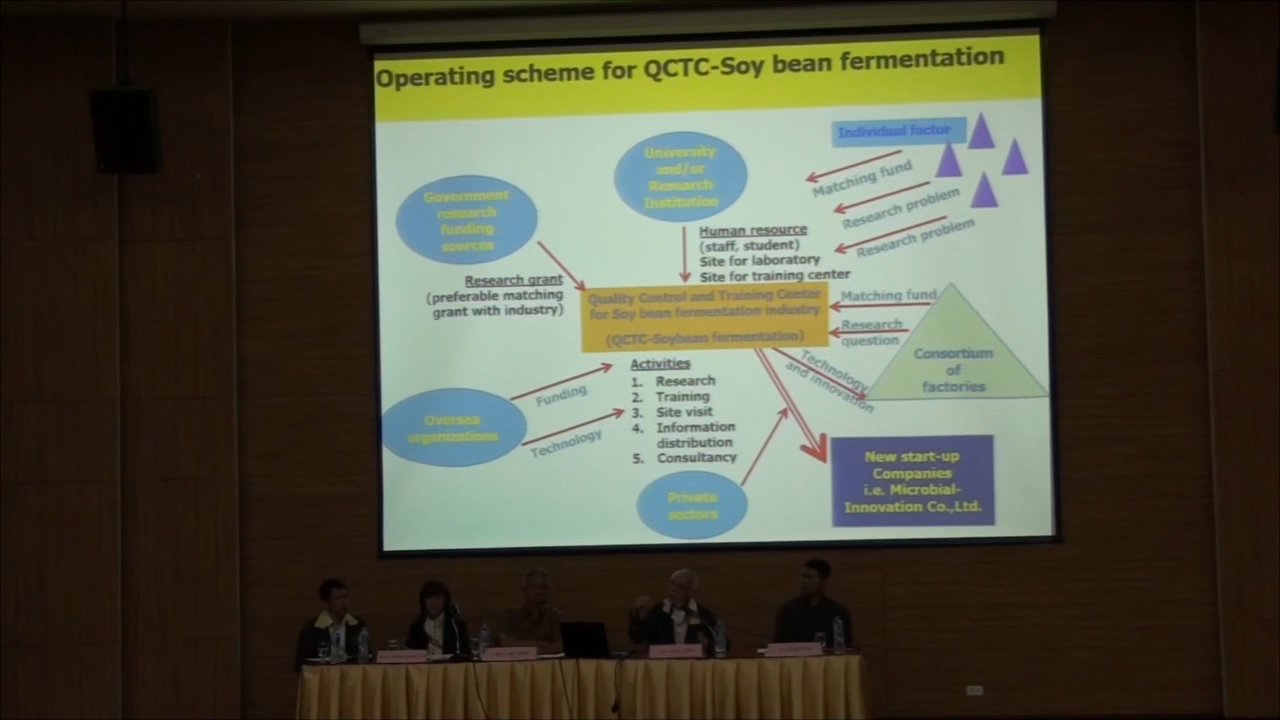 Operating scheme for QCTC-Soy bean fermentation
Individual factor
University
and/or
Research
Institution
Matching fund
Government
research
funding
sources
Research problem
Research problem
Human resource
(staff, student)
Site for laboratory
Site for training center
Research grant
(preferable matching
grant with industry)
Quality Control and Training Center
for Soy bean fermentation industry
(QCTC-Soybean fermentation)
Matching fund
Research
question
Consortium
of
factories
Technology
and innovation
Activities
1. Research
2. Training
3. Site visit
4. Information
distribution
5. Consultancy
Funding
Oversea
organizations
Technology
New start-up
Companies
i.e. Microbial-
Innovation Co.,Ltd.
Private
sectors